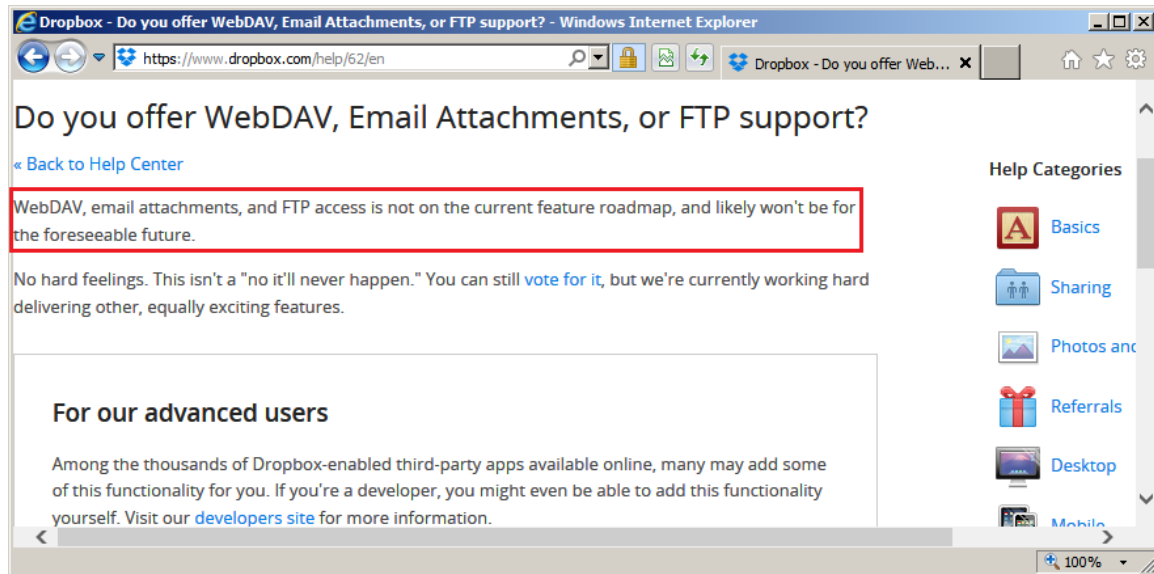 Dropbox - Do you offer WebDAV, Email Attachments, or FTP support? - Windows Internet Explorer
https://www.dropbox.com/help/62/en
Dropbox - Do you offer Web...
Do you offer WebDAV, Email Attachments, or FTP support?
« Back to Help Center
Help Categories
WebDAV, email attachments, and FTP access is not on the current feature roadmap, and likely won't be for
the foreseeable future.
Basics
No hard feelings. This isn't a "no it'll never happen." You can still vote for it, but we're currently working hard
delivering other, equally exciting features.
Sharing
Photos and
For our advanced users
Referrals
Among the thousands of Dropbox-enabled third-party apps available online, many may add some
of this functionality for you. If you're a developer, you might even be able to add this functionality
yourself. Visit our developers site for more information.
Desktop
Mobile
100%